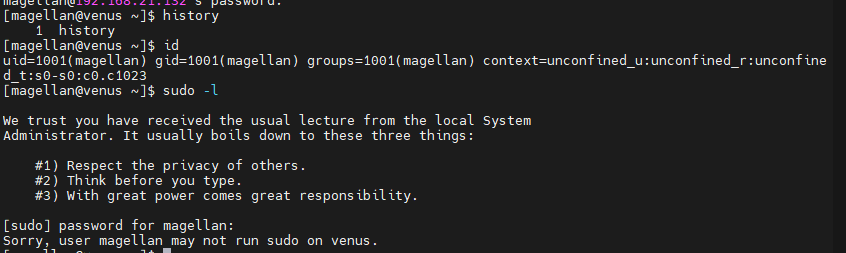 magellan@192.168.21.132's password:
[magellan@venus ~]$ history
    1  history
[magellan@venus ~]$ id
uid=1001(magellan) gid=1001(magellan) groups=1001(magellan) context=unconfined_u:unconfined_r:unconfine
d_t:s0-s0:c0.c1023
[magellan@venus ~]$ sudo -l
We trust you have received the usual lecture from the local System
Administrator. It usually boils down to these three things:
    #1) Respect the privacy of others.
    #2) Think before you type.
    #3) With great power comes great responsibility.
[sudo] password for magellan:
Sorry, user magellan may not run sudo on venus.